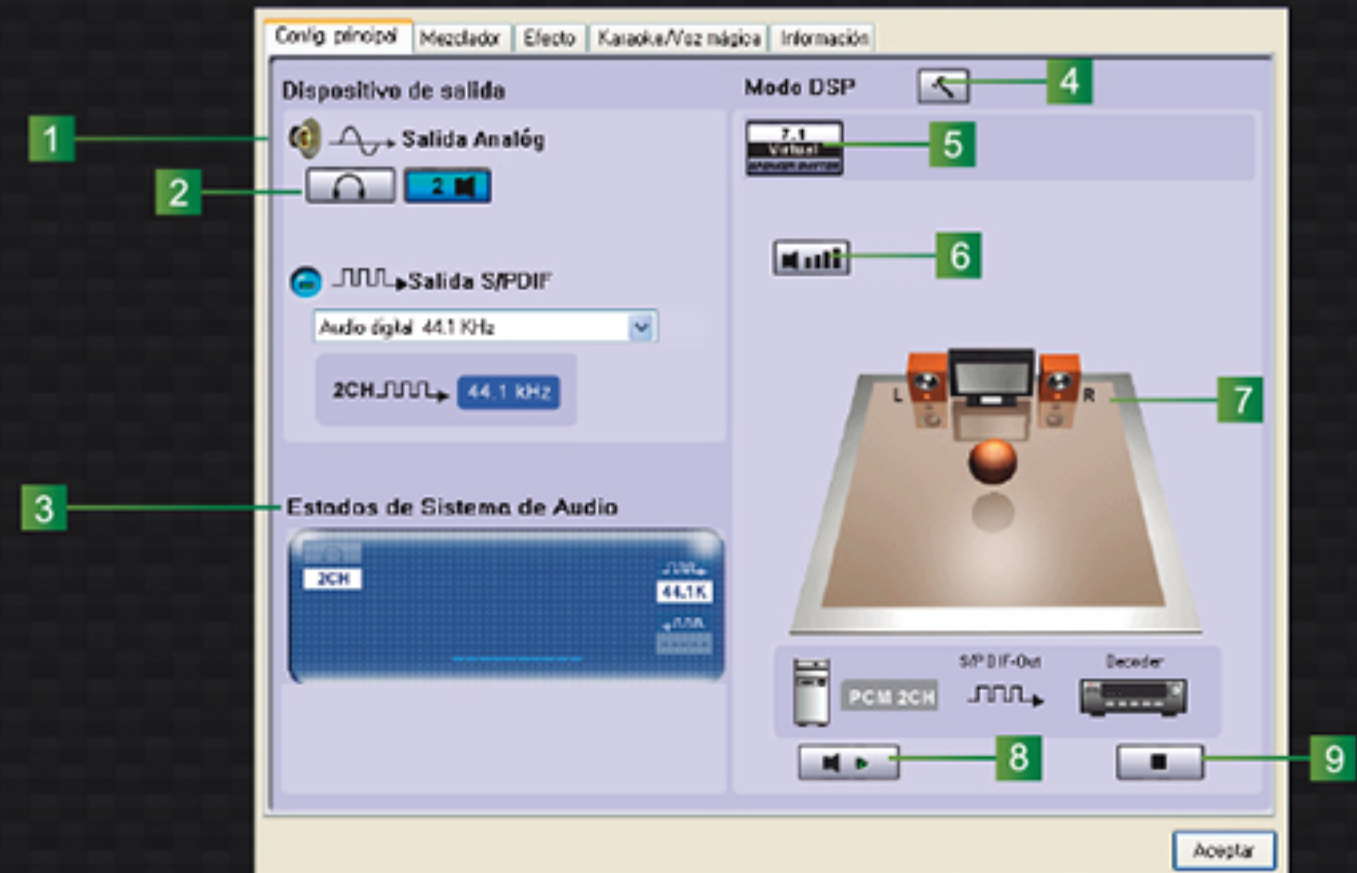 Config. principal
Mezclador
Efecto
Karaoke/Voz mágica
Información
Dispositivo de salida
Modo DSP
4
1
Salida Analóg
7.1
Virtual
SPEAKER SHIFTER
5
2
2
6
Salida S/PDIF
Audio digital 44.1 KHz
2CH
44.1 kHz
L
R
7
3
Estados de Sistema de Audio
2CH
44.1K
S/PDIF-Out
Decoder
PCM 2CH
8
9
Aceptar